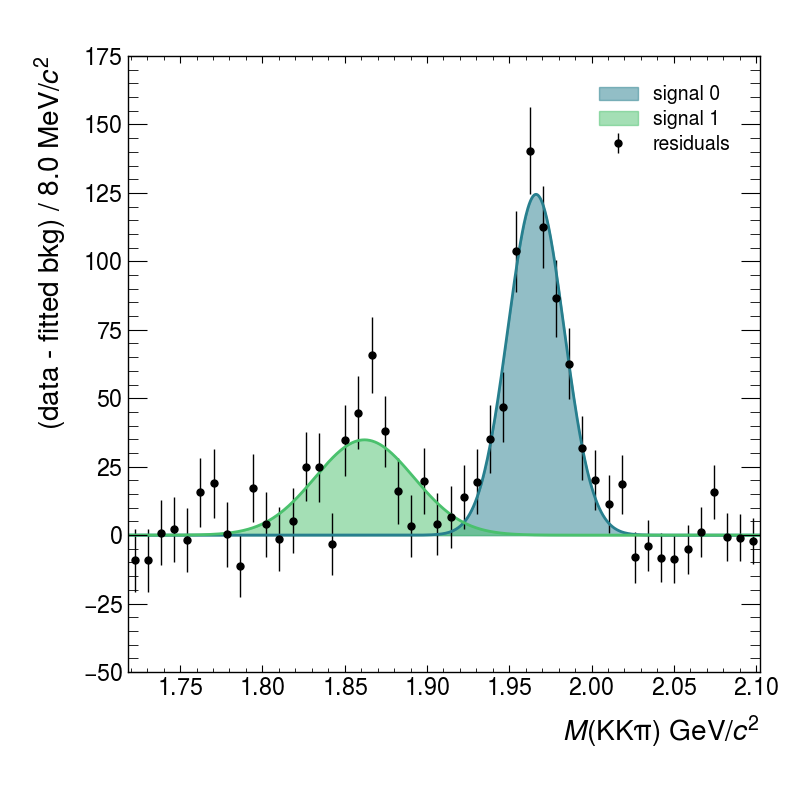 (data - fitted bkg) / 8.0 MeV/c²
175
150
125
100
75
50
25
0
−25
−50
signal 0
signal 1
residuals
1.75 1.80 1.85 1.90 1.95 2.00 2.05 2.10
M(KKπ) GeV/c²